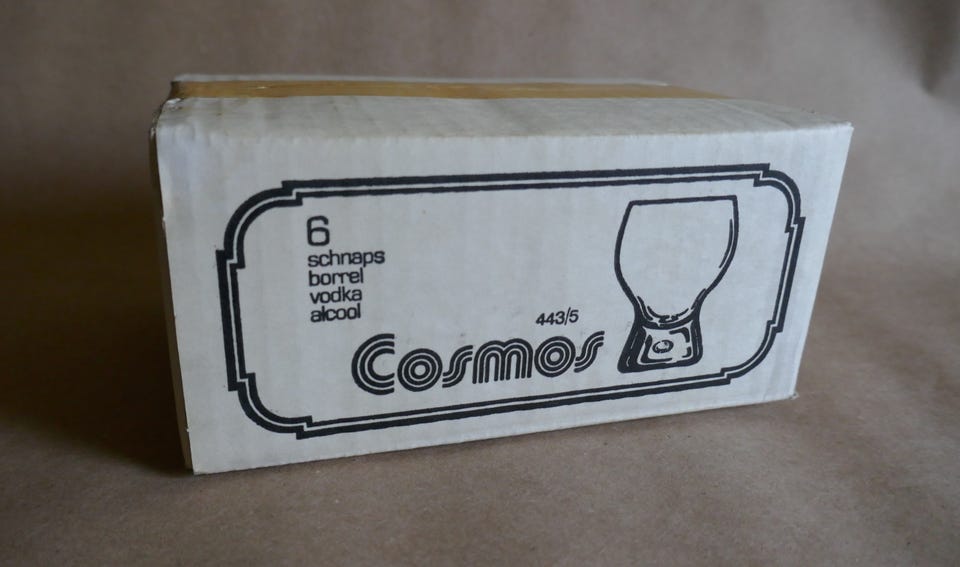 6
schnaps
borrel
vodka
alcool
443/5
Cosmos